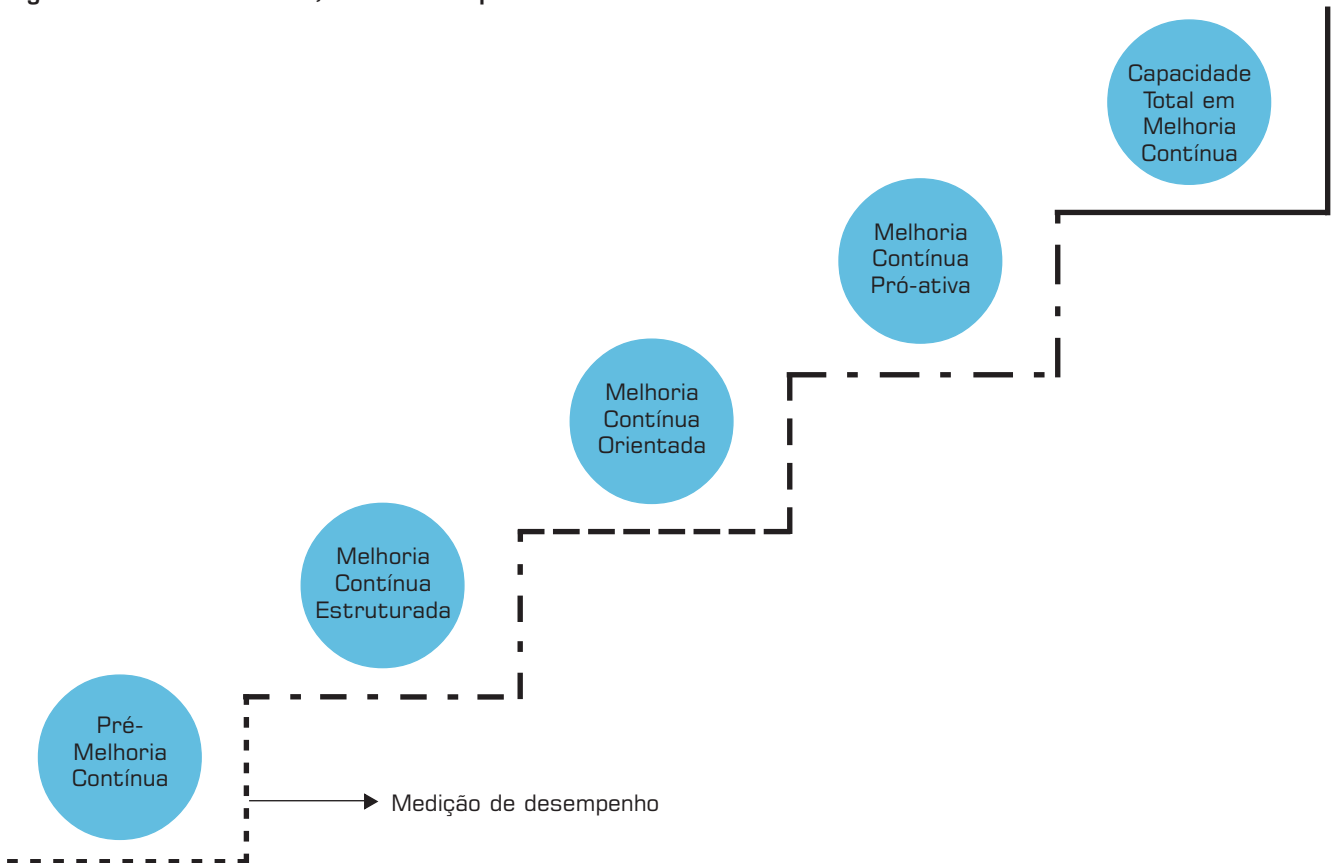 Capacidade
Total em
Melhoria
Contínua
Melhoria
Contínua
Pró-ativa
Melhoria
Contínua
Orientada
Melhoria
Contínua
Estruturada
Pré-
Melhoria
Contínua
Medição de desempenho